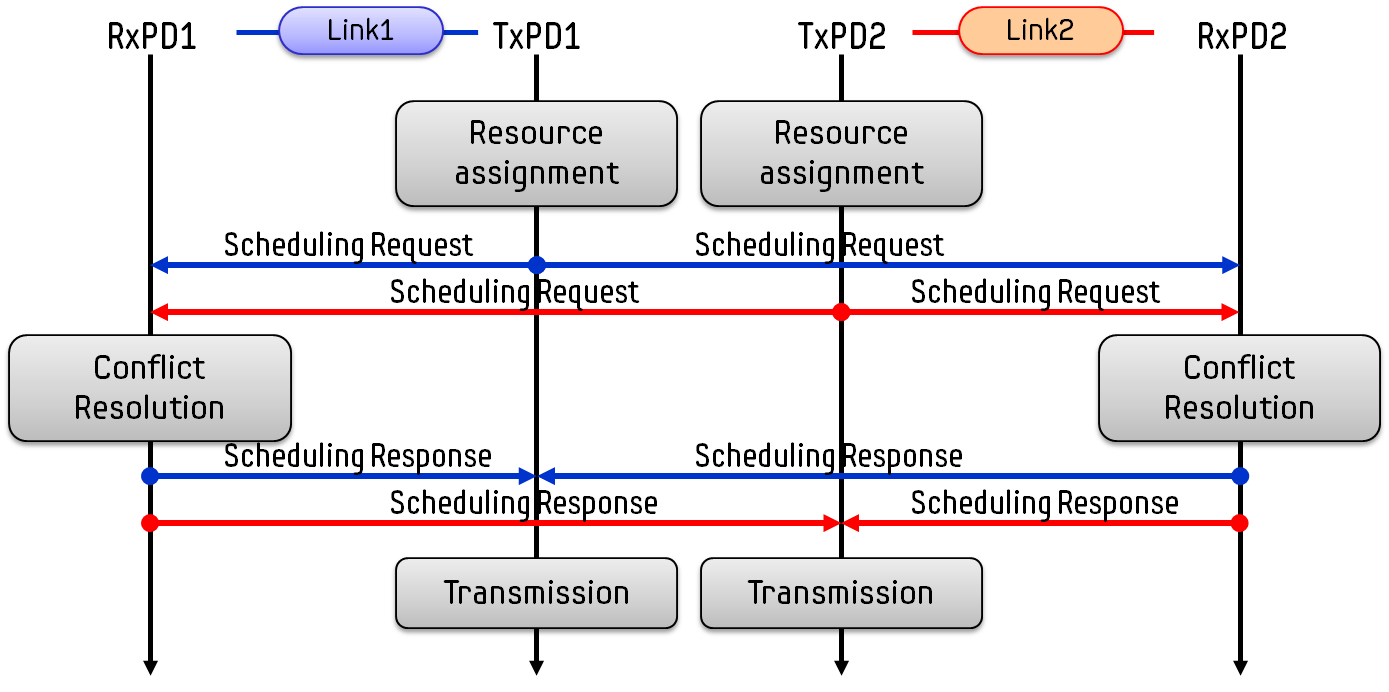 RxPD1
Link1
TxPD1
TxPD2
Link2
RxPD2
Resource
assignment
Resource
assignment
Scheduling Request
Scheduling Request
Scheduling Request
Scheduling Request
Conflict
Resolution
Conflict
Resolution
Scheduling Response
Scheduling Response
Scheduling Response
Scheduling Response
Transmission
Transmission